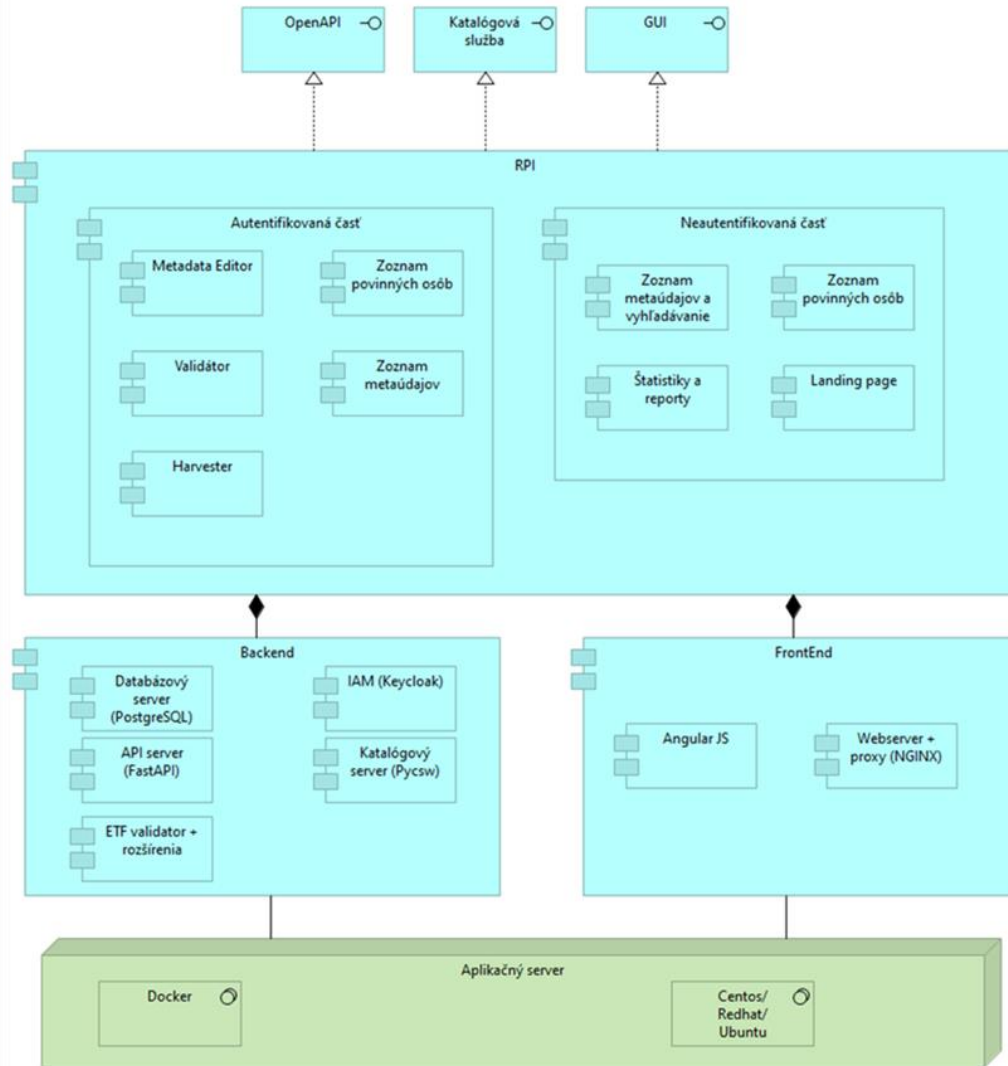 OpenAPI
Katalógová
služba
GUI
RPI
Autentifikovaná časť
Metadata Editor
Zoznam
povinných osôb
Validátor
Zoznam
metaúdajov
Harvester
Neautentifikovaná časť
Zoznam
metaúdajov a
vyhľadávanie
Zoznam
povinných osôb
Štatistiky a
reporty
Landing page
Backend
Databázový
server
(PostgreSQL)
IAM (Keycloak)
API server
(FastAPI)
Katalógový
server (Pycsw)
ETF validator +
rozšírenia
FrontEnd
Angular JS
Webserver +
proxy (NGINX)
Aplikačný server
Docker
Centos/
Redhat/
Ubuntu